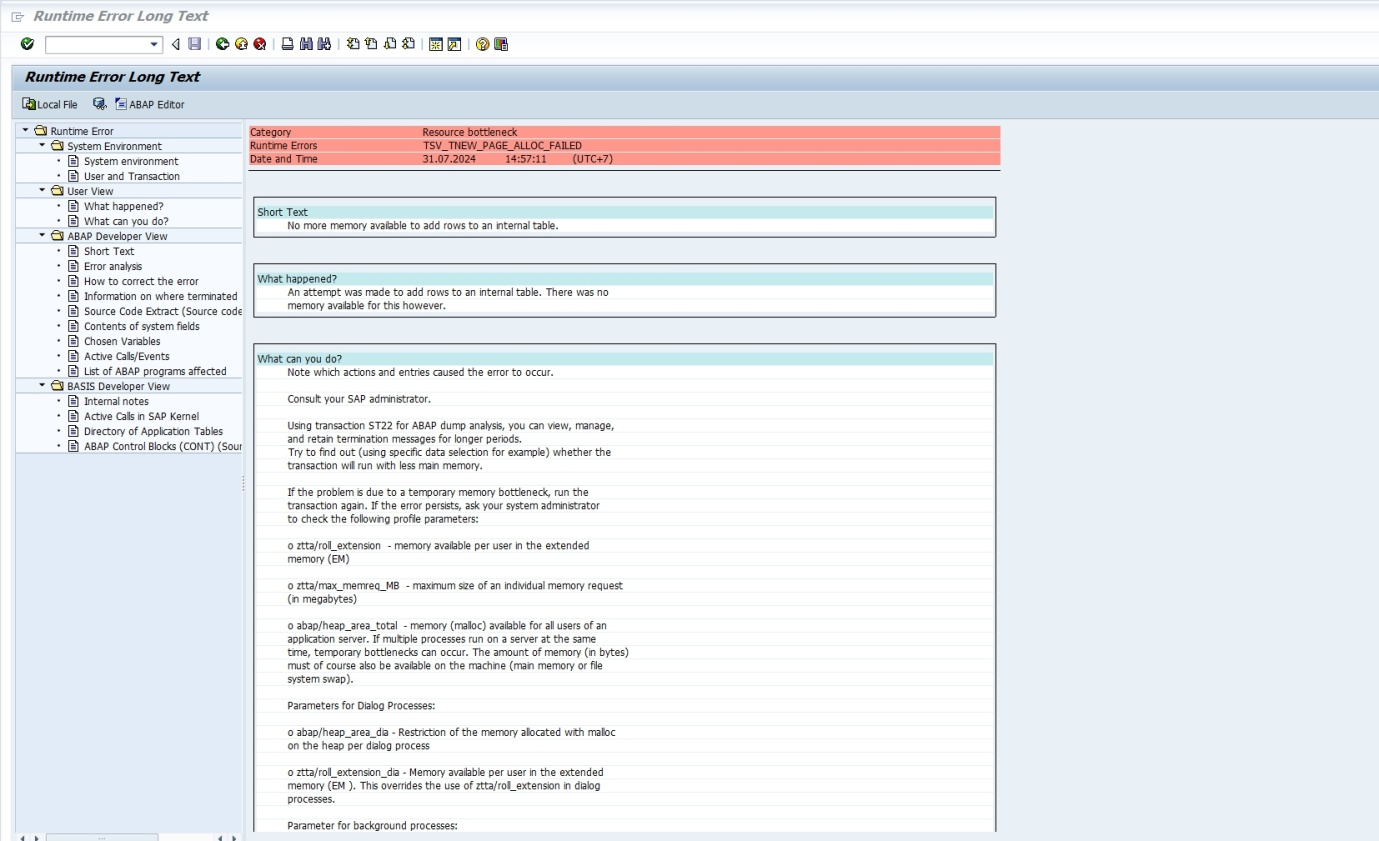 Runtime Error Long Text
Runtime Error Long Text
Local File ABAP Editor
Runtime Error
System Environment
System environment
User and Transaction
User View
What happened?
What can you do?
ABAP Developer View
Short Text
Error analysis
How to correct the error
Information on where terminated
Source Code Extract (Source code
Contents of system fields
Chosen Variables
Active Calls/Events
List of ABAP programs affected
BASIS Developer View
Internal notes
Active Calls in SAP Kernel
Directory of Application Tables
ABAP Control Blocks (CONT) (Sour
Category Resource bottleneck
Runtime Errors TSV_TNEW_PAGE_ALLOC_FAILED
Date and Time 31.07.2024 14:57:11 (UTC+7)
Short Text
No more memory available to add rows to an internal table.
What happened?
An attempt was made to add rows to an internal table. There was no
memory available for this however.
What can you do?
Note which actions and entries caused the error to occur.
Consult your SAP administrator.
Using transaction ST22 for ABAP dump analysis, you can view, manage,
and retain termination messages for longer periods.
Try to find out (using specific data selection for example) whether the
transaction will run with less main memory.
If the problem is due to a temporary memory bottleneck, run the
transaction again. If the error persists, ask your system administrator
to check the following profile parameters:
o ztta/roll_extension - memory available per user in the extended
memory (EM)
o ztta/max_memreq_MB - maximum size of an individual memory request
(in megabytes)
o abap/heap_area_total - memory (malloc) available for all users of an
application server. If multiple processes run on a server at the same
time, temporary bottlenecks can occur. The amount of memory (in bytes)
must of course also be available on the machine (main memory or file
system swap).
Parameters for Dialog Processes:
o abap/heap_area_dia - Restriction of the memory allocated with malloc
on the heap per dialog process
o ztta/roll_extension_dia - Memory available per user in the extended
memory (EM ). This overrides the use of ztta/roll_extension in dialog
processes.
Parameter for background processes: